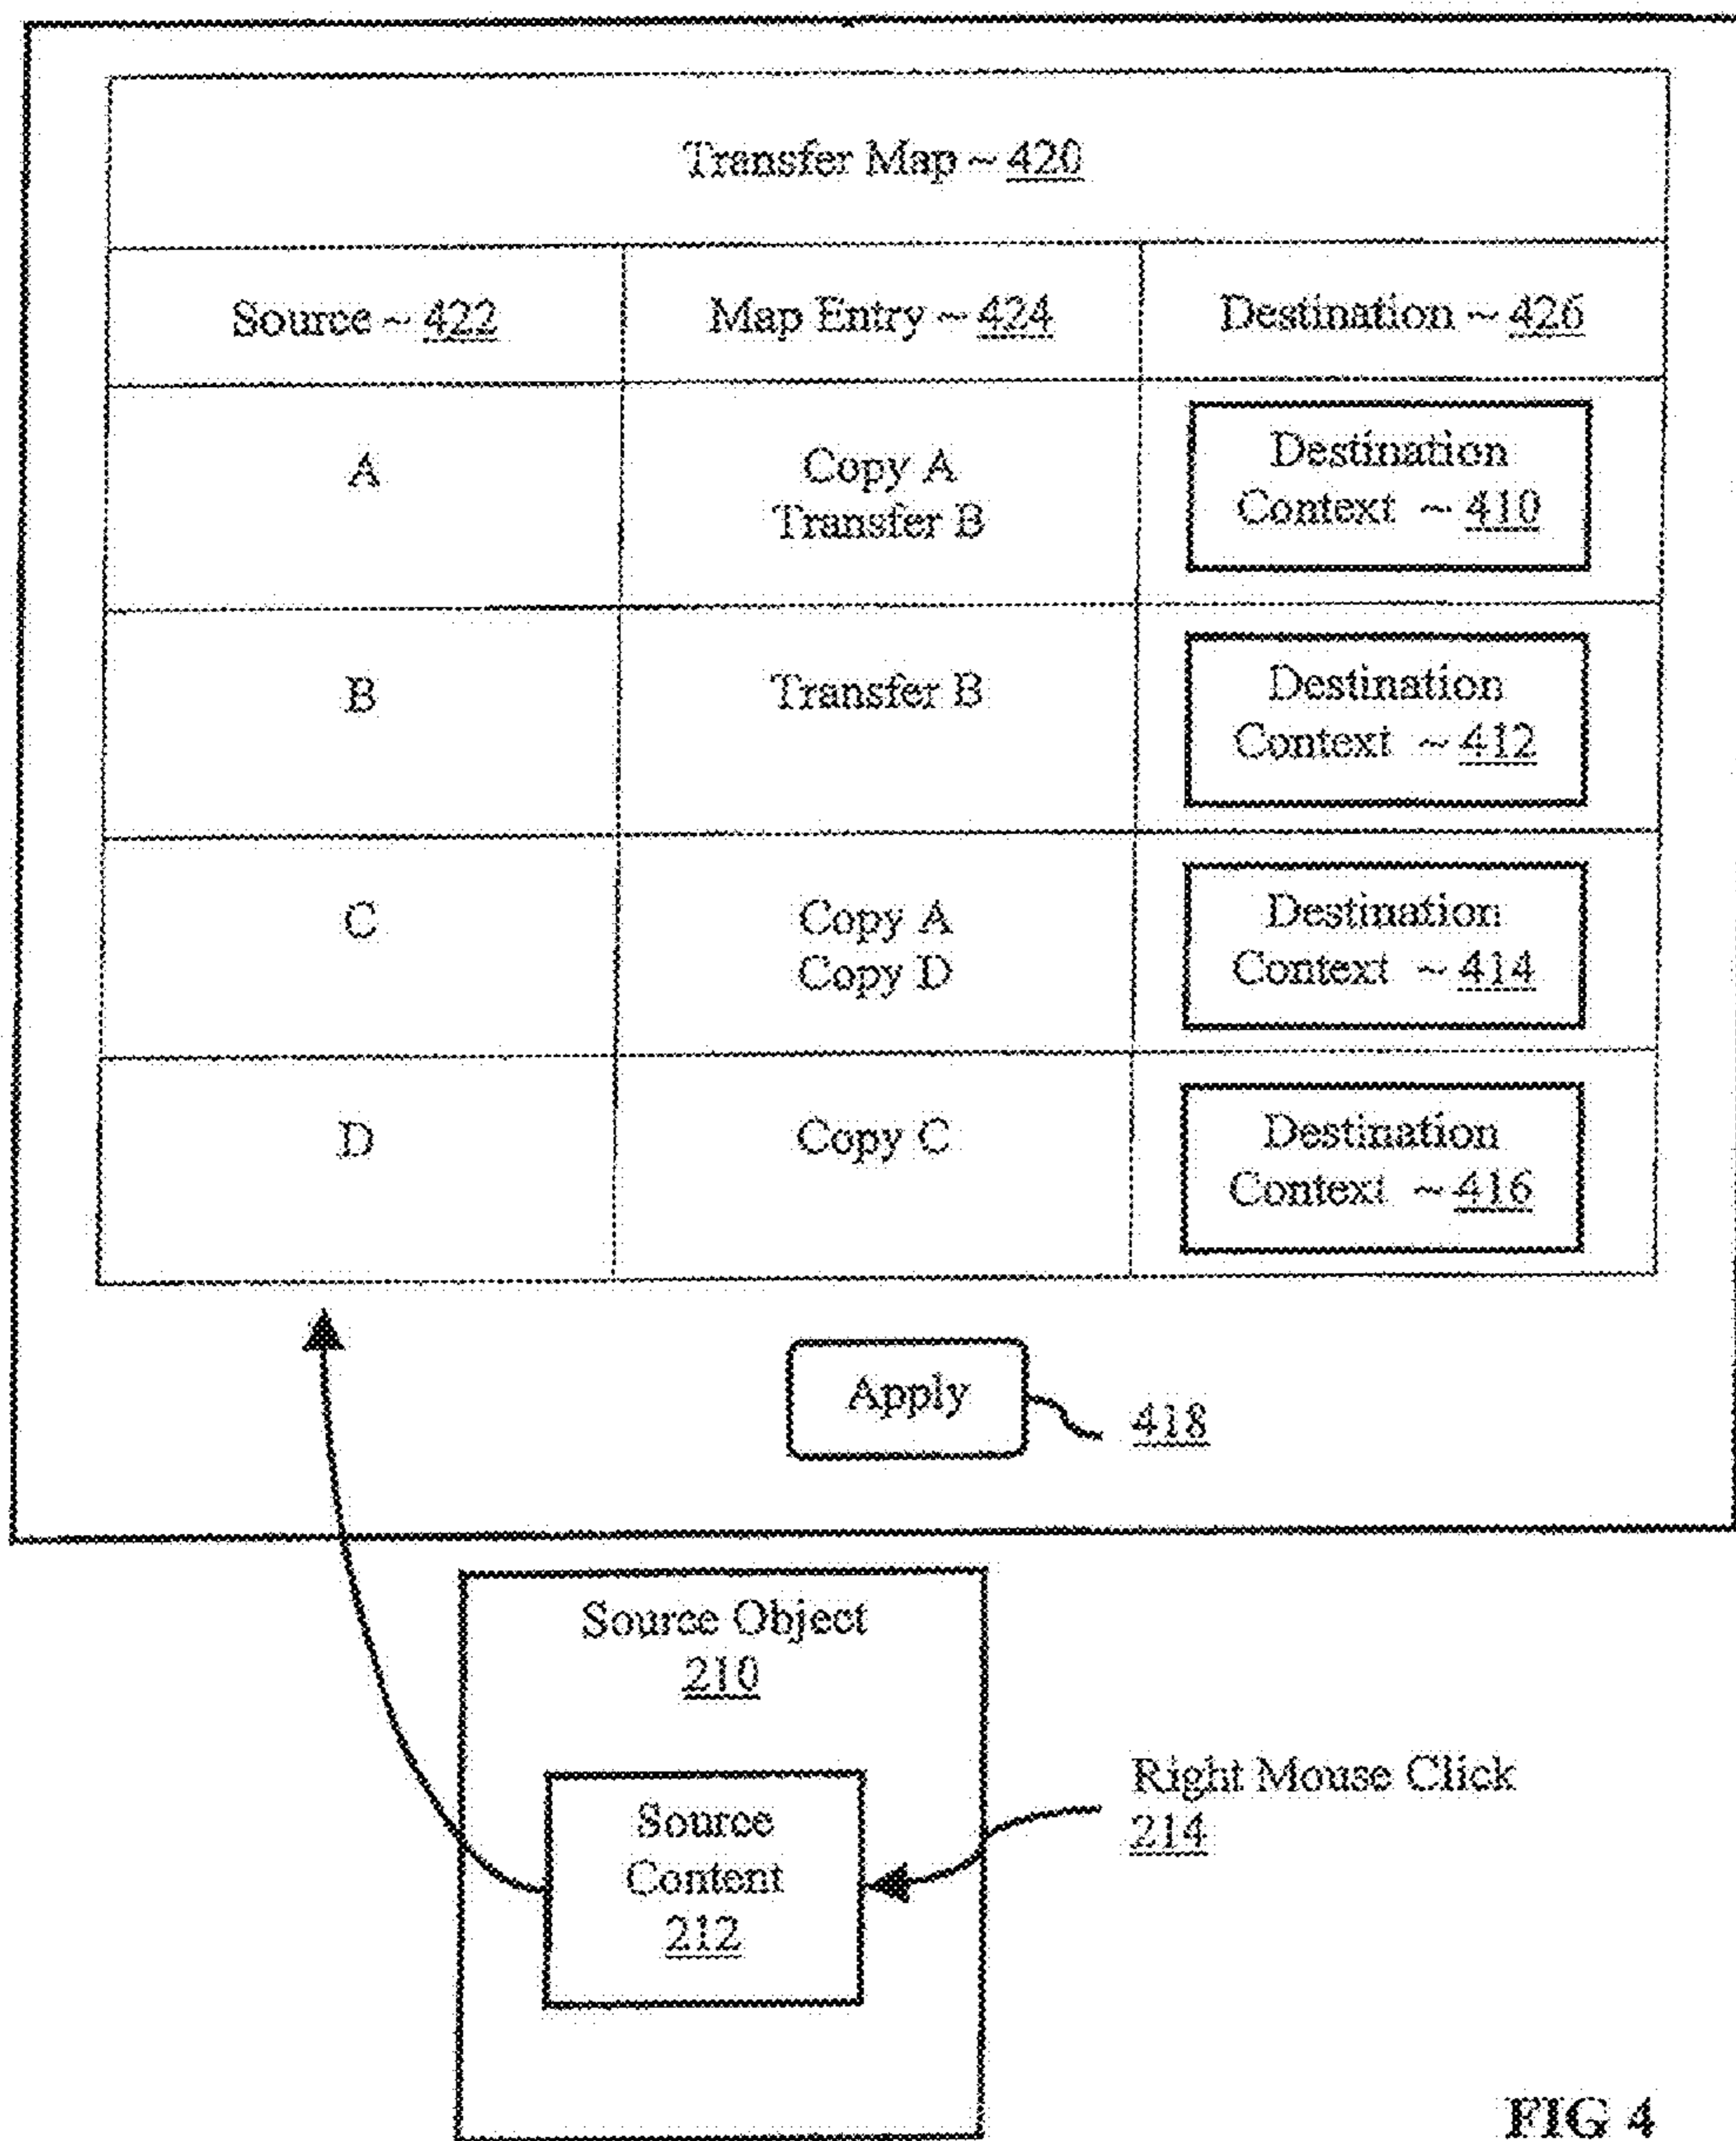 Transfer Map ~ 420
Source ~ 422
Map Entry ~ 424
Destination ~ 426
A
Copy A
Transfer B
Destination
Context ~ 410
B
Transfer B
Destination
Context ~ 412
C
Copy A
Copy D
Destination
Context ~ 414
D
Copy C
Destination
Context ~ 416
Apply
418
Source Object
210
Source
Content
212
Right Mouse Click
214
FIG 4